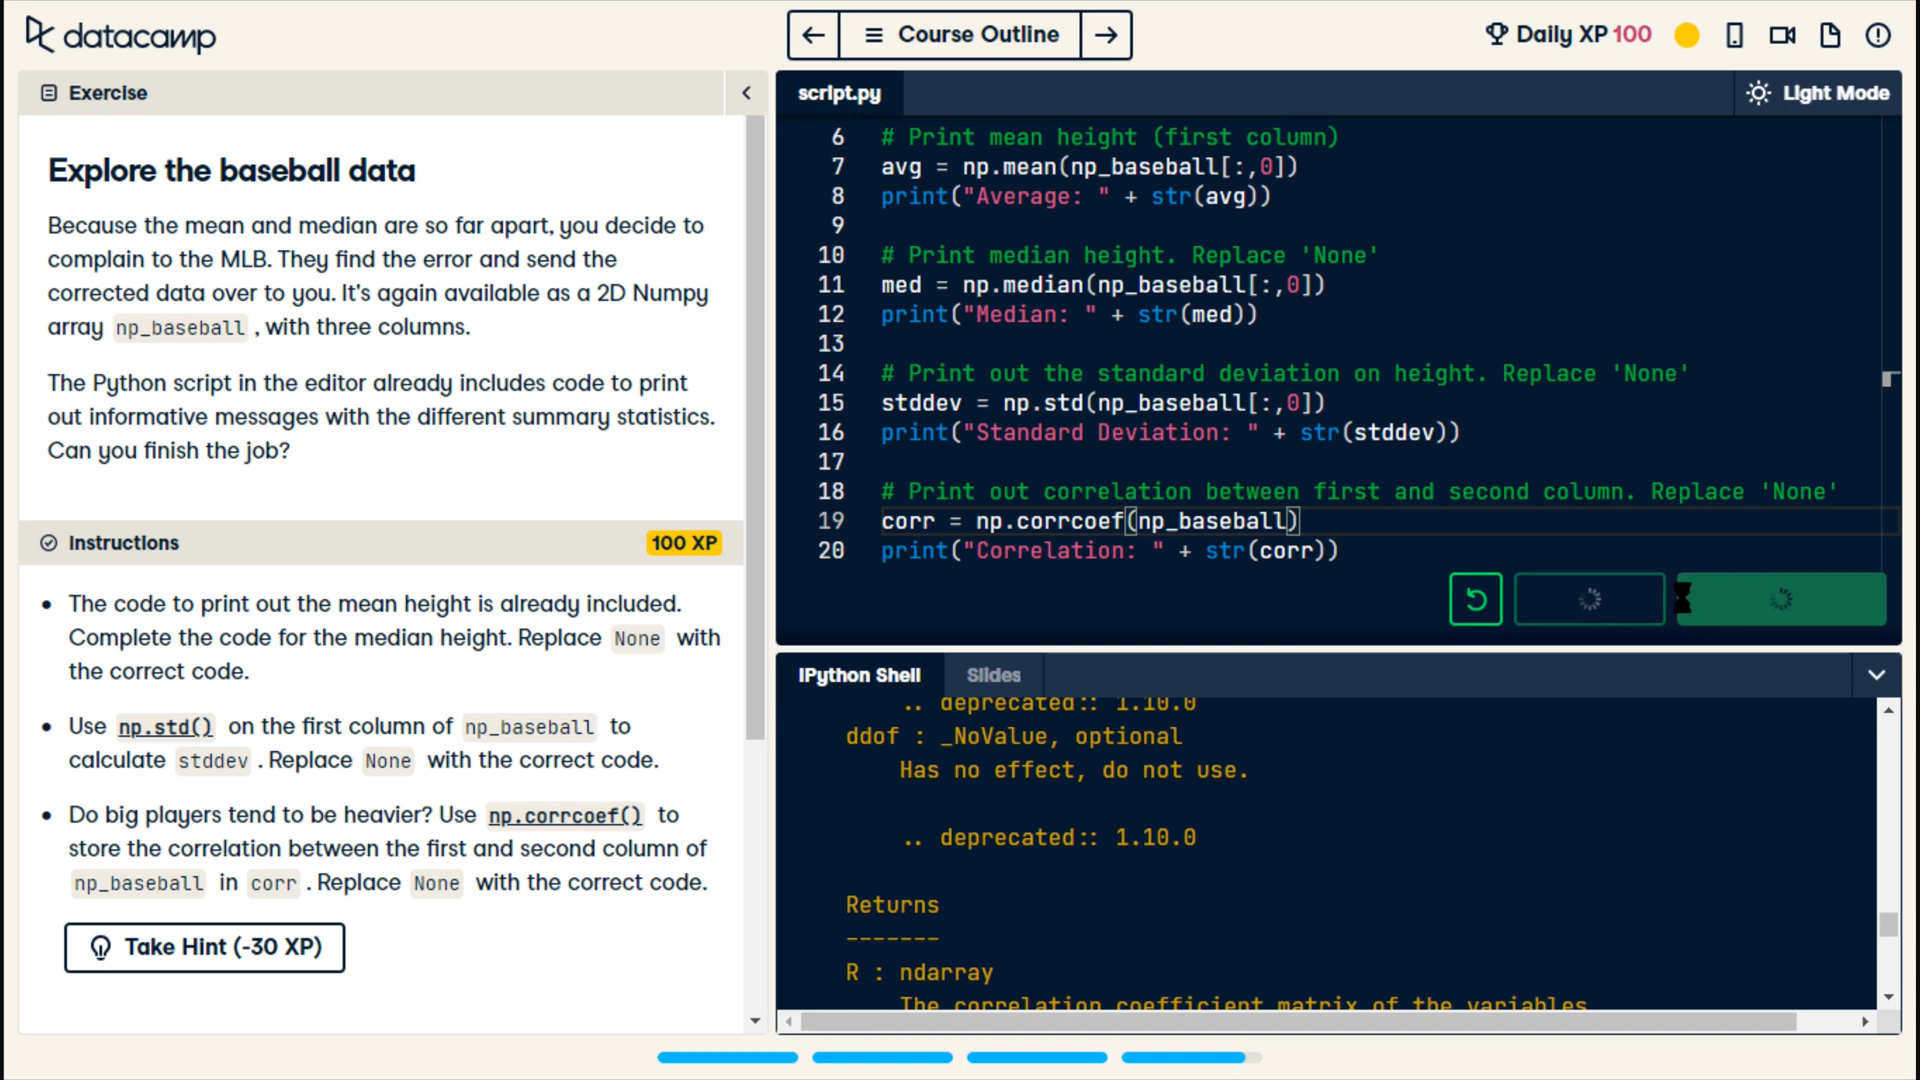 datacamp
Course Outline
Daily XP 100
Exercise
Explore the baseball data
Because the mean and median are so far apart, you decide to
complain to the MLB. They find the error and send the
corrected data over to you. It's again available as a 2D Numpy
array np_baseball , with three columns.
The Python script in the editor already includes code to print
out informative messages with the different summary statistics.
Can you finish the job?
Instructions
100 XP
The code to print out the mean height is already included.
Complete the code for the median height. Replace None with
the correct code.
Use np.std() on the first column of np_baseball to
calculate stddev . Replace None with the correct code.
Do big players tend to be heavier? Use np.corrcoef() to
store the correlation between the first and second column of
np_baseball in corr . Replace None with the correct code.
Take Hint (-30 XP)
script.py
Light Mode
6 # Print mean height (first column)
7 avg = np.mean(np_baseball[:,0])
8 print("Average: " + str(avg))
9
10 # Print median height. Replace 'None'
11 med = np.median(np_baseball[:,0])
12 print("Median: " + str(med))
13
14 # Print out the standard deviation on height. Replace 'None'
15 stddev = np.std(np_baseball[:,0])
16 print("Standard Deviation: " + str(stddev))
17
18 # Print out correlation between first and second column. Replace 'None'
19 corr = np.corrcoef(np_baseball)
20 print("Correlation: " + str(corr))
IPython Shell
Slides
.. deprecated:: 1.10.0
ddof : _NoValue, optional
Has no effect, do not use.
.. deprecated:: 1.10.0
Returns
-------
R : ndarray
The correlation coefficient matrix of the variables